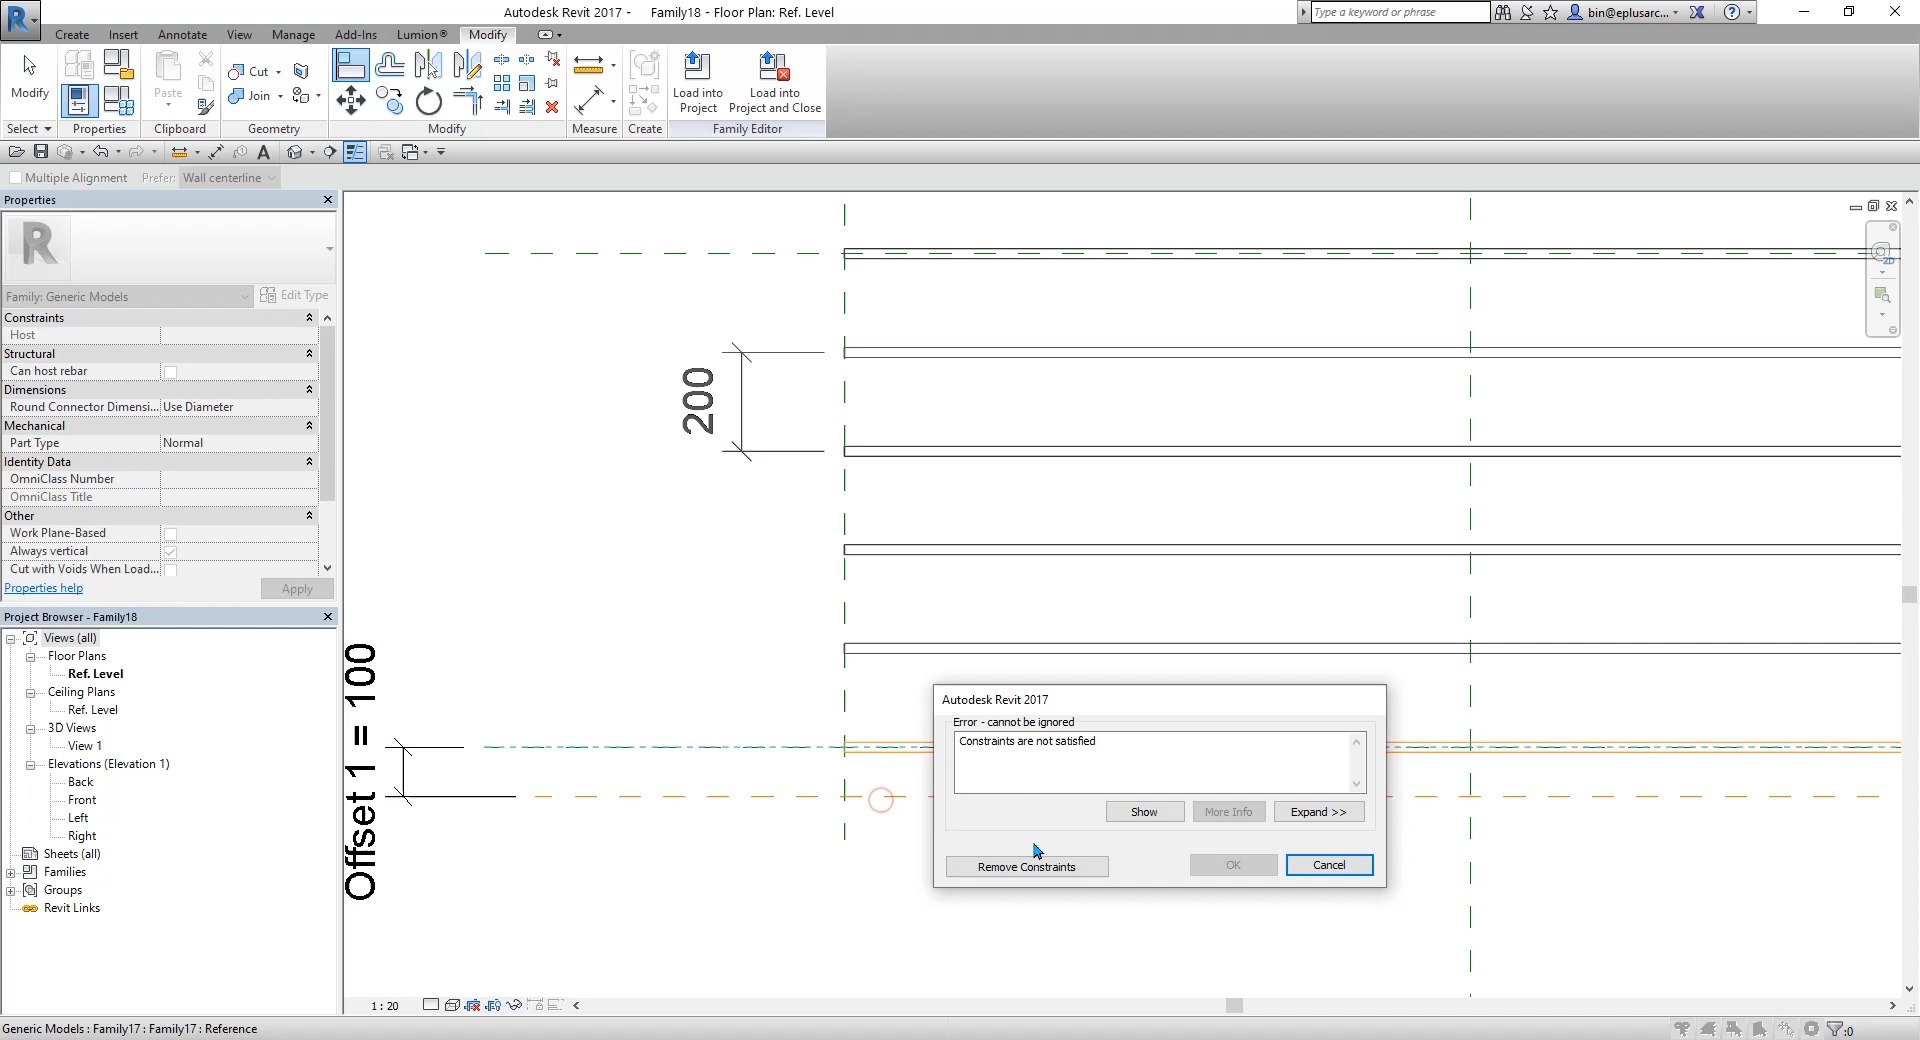 Autodesk Revit 2017 - Family18 - Floor Plan: Ref. Level
Type a keyword or phrase
bin@eplusarc...
Create Insert Annotate View Manage Add-Ins Lumion® Modify
Modify
Paste
Cut
Join
Load into Project
Load into Project and Close
Select Properties Clipboard Geometry Modify Measure Create Family Editor
Multiple Alignment Prefer: Wall centerline
Properties
R
Family: Generic Models
Edit Type
Constraints
Host
Structural
Can host rebar
Dimensions
Round Connector Dimensi... Use Diameter
Mechanical
Part Type Normal
Identity Data
OmniClass Number
OmniClass Title
Other
Work Plane-Based
Always vertical
Cut with Voids When Load...
Properties help
Apply
Project Browser - Family18
Views (all)
Floor Plans
Ref. Level
Ceiling Plans
Ref. Level
3D Views
View 1
Elevations (Elevation 1)
Back
Front
Left
Right
Sheets (all)
Families
Groups
Revit Links
2D
200
Offset 1 = 100
Autodesk Revit 2017
Error - cannot be ignored
Constraints are not satisfied
Show
More Info
Expand >>
Remove Constraints
OK
Cancel
1 : 20
Generic Models : Family17 : Family17 : Reference
:0